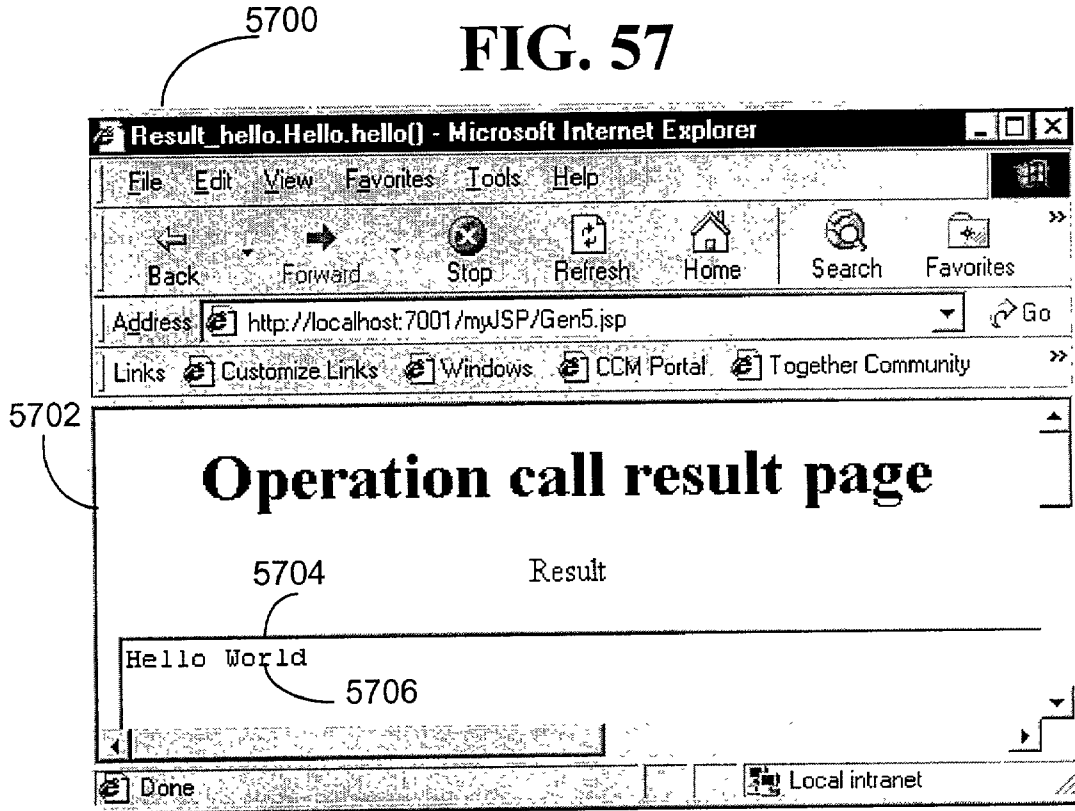 5700
FIG. 57
Result_hello.Hello.hello() - Microsoft Internet Explorer
File Edit View Favorites Tools Help
Back Forward Stop Refresh Home Search Favorites »
Address http://localhost:7001/myJSP/Gen5.jsp Go
Links Customize Links Windows CCM Portal Together Community »
5702
Operation call result page
5704 Result
Hello World
5706
Done Local intranet